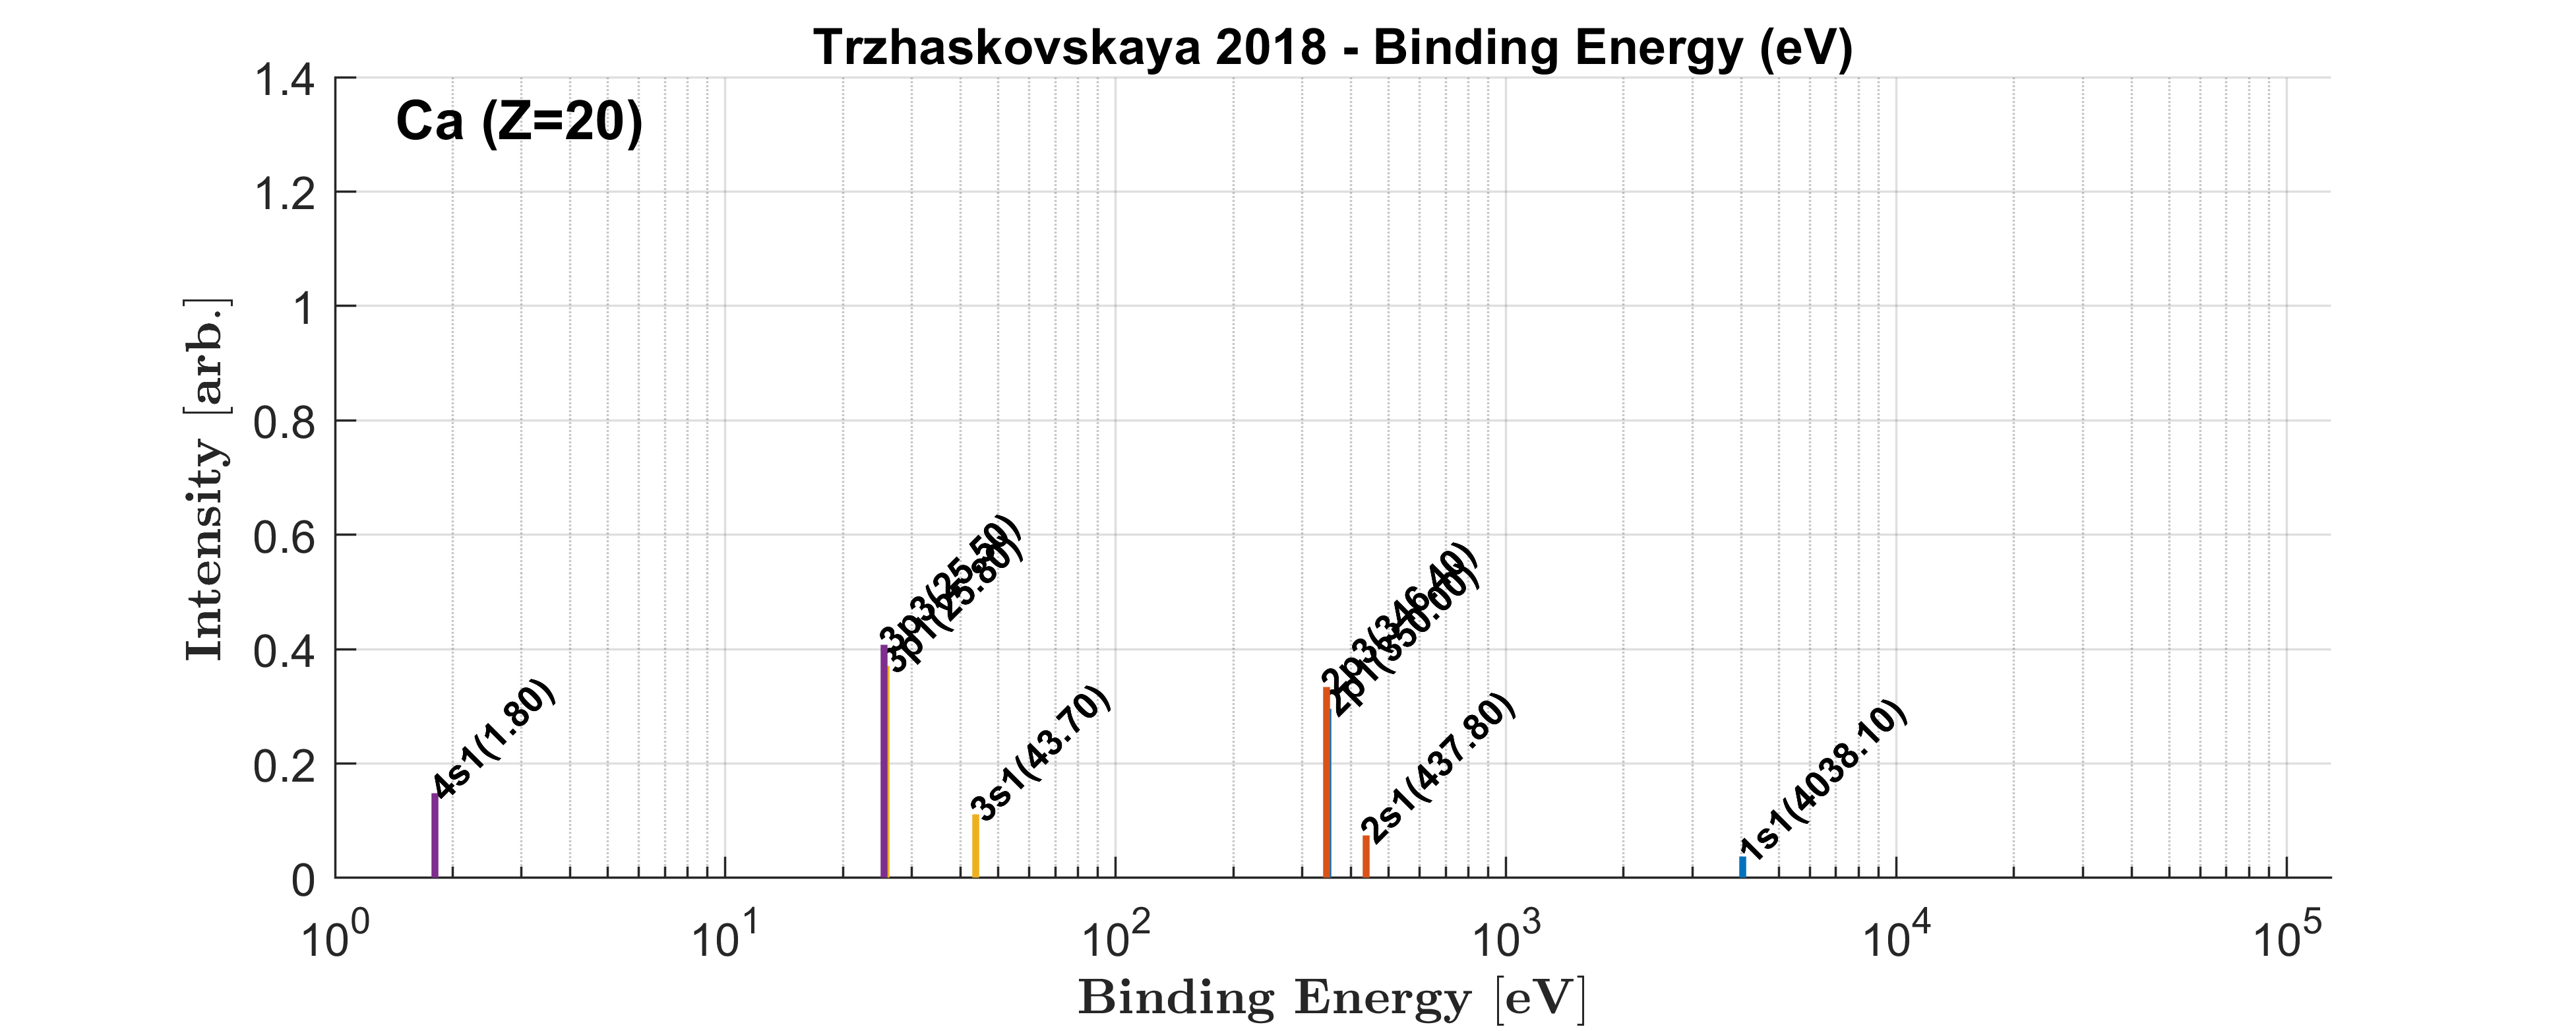 Trzhaskovskaya 2018 - Binding Energy (eV)
Ca (Z=20)
Intensity [arb.]
1.4
1.2
1
0.8
0.6
0.4
0.2
0
4s1(1.80)
3p3(25.50)
3p1(25.80)
3s1(43.70)
2p3(346.40)
2p1(350.00)
2s1(437.80)
1s1(4038.10)
10^0 10^1 10^2 10^3 10^4 10^5
Binding Energy [eV]